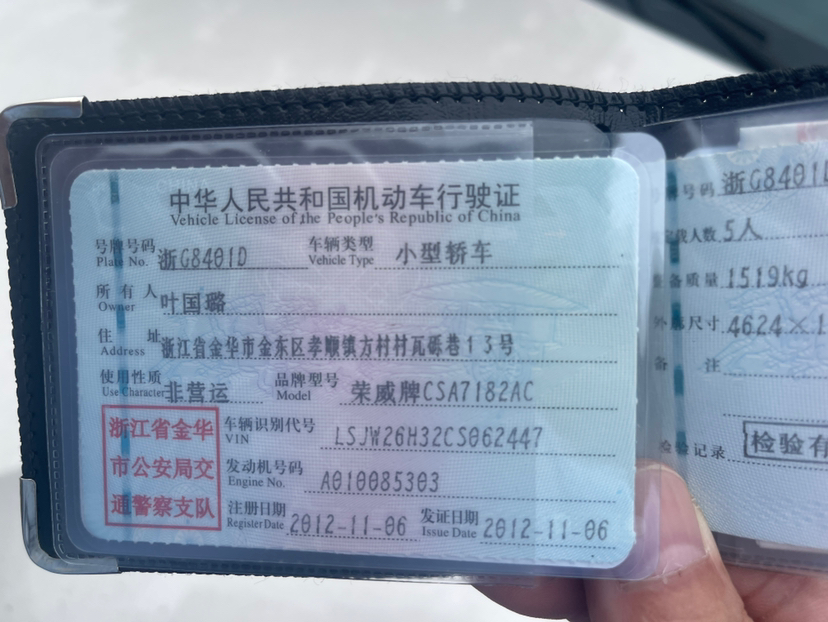 中华人民共和国机动车行驶证
Vehicle License of the People's Republic of China
号牌号码 浙G8401D 车辆类型 小型轿车
Plate No. Vehicle Type
所有人 叶国璐
Owner
住址 浙江省金华市金东区孝顺镇方村村瓦砾巷13号
Address
使用性质 非营运 品牌型号 荣威牌CSA7182AC
Use Character Model
车辆识别代号 LSJW26H32CS062447
VIN
发动机号码 A010085303
Engine No.
注册日期 2012-11-06 发证日期 2012-11-06
Register Date Issue Date
浙江省金华
市公安局交
通警察支队
号码 浙G8401
人数 5人
质量 1519kg
尺寸 4624×1
备注
检验记录 检验有